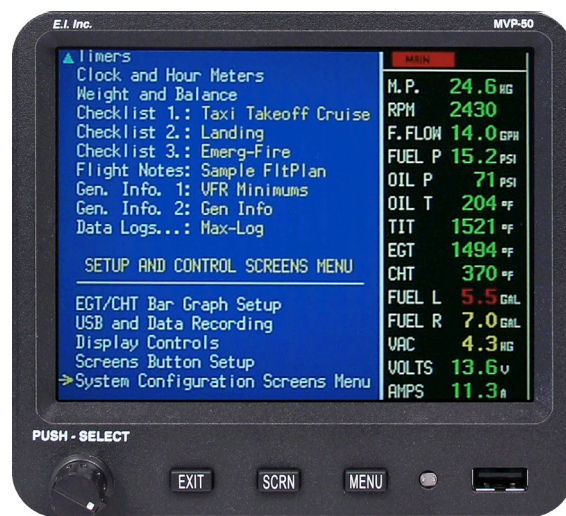 E.I. Inc. MVP-50
Timers
Clock and Hour Meters
Weight and Balance
Checklist 1.: Taxi Takeoff Cruise
Checklist 2.: Landing
Checklist 3.: Emerg-Fire
Flight Notes: Sample FltPlan
Gen. Info. 1: VFR Minimums
Gen. Info. 2: Gen Info
Data Logs...: Max-Log
SETUP AND CONTROL SCREENS MENU
EGT/CHT Bar Graph Setup
USB and Data Recording
Display Controls
Screens Button Setup
System Configuration Screens Menu
MAIN
M.P. 24.6 HG
RPM 2430
F.FLOW 14.0 GPH
FUEL P 15.2 PSI
OIL P 71 PSI
OIL T 204 °F
TIT 1521 °F
EGT 1494 °F
CHT 370 °F
FUEL L 5.5 GAL
FUEL R 7.0 GAL
VAC 4.3 HG
VOLTS 13.6 V
AMPS 11.3 A
PUSH - SELECT
EXIT SCRN MENU